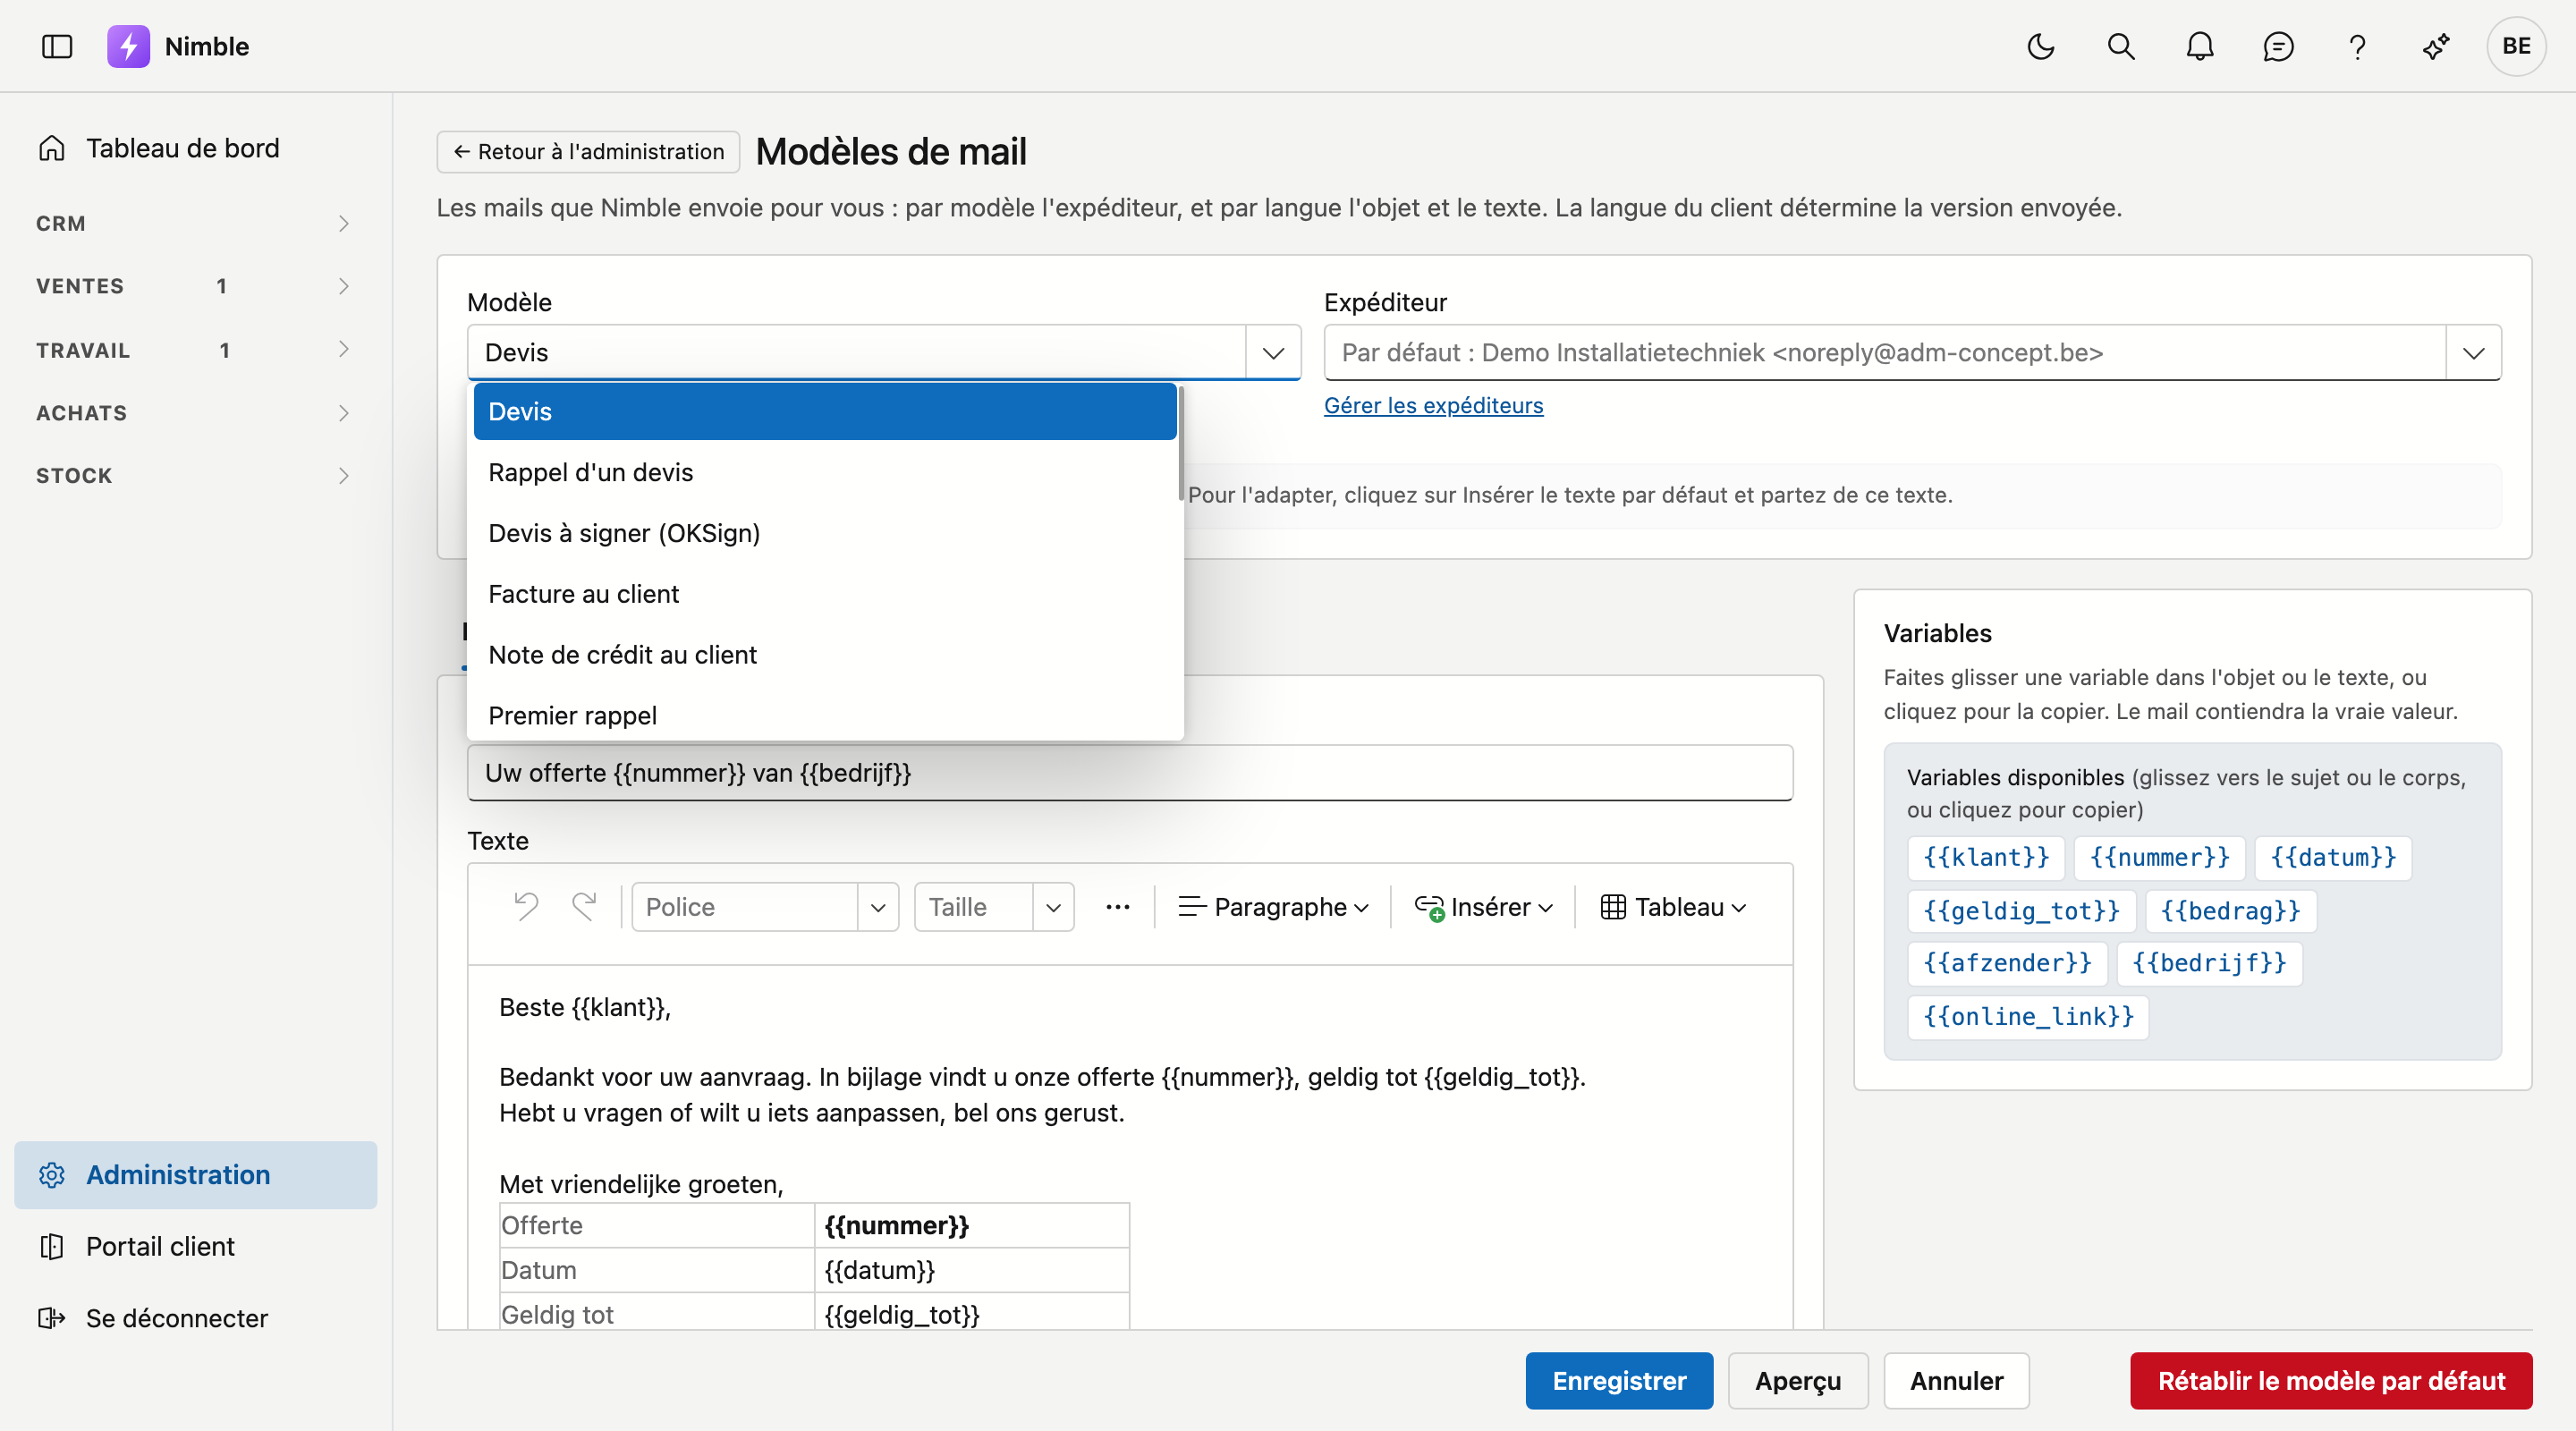 Nimble
BE
Tableau de bord
CRM
VENTES 1
TRAVAIL 1
ACHATS
STOCK
Administration
Portail client
Se déconnecter
← Retour à l'administration
Modèles de mail
Les mails que Nimble envoie pour vous : par modèle l'expéditeur, et par langue l'objet et le texte. La langue du client détermine la version envoyée.
Modèle
Devis
Devis
Rappel d'un devis
Devis à signer (OKSign)
Facture au client
Note de crédit au client
Premier rappel
Expéditeur
Par défaut : Demo Installatietechniek <noreply@adm-concept.be>
Gérer les expéditeurs
Pour l'adapter, cliquez sur Insérer le texte par défaut et partez de ce texte.
Uw offerte {{nummer}} van {{bedrijf}}
Texte
Police
Taille
Paragraphe
Insérer
Tableau
Beste {{klant}},
Bedankt voor uw aanvraag. In bijlage vindt u onze offerte {{nummer}}, geldig tot {{geldig_tot}}.
Hebt u vragen of wilt u iets aanpassen, bel ons gerust.
Met vriendelijke groeten,
Offerte {{nummer}}
Datum {{datum}}
Geldig tot {{geldig_tot}}
Variables
Faites glisser une variable dans l'objet ou le texte, ou
cliquez pour la copier. Le mail contiendra la vraie valeur.
Variables disponibles (glissez vers le sujet ou le corps,
ou cliquez pour copier)
{{klant}} {{nummer}} {{datum}}
{{geldig_tot}} {{bedrag}}
{{afzender}} {{bedrijf}}
{{online_link}}
Enregistrer
Aperçu
Annuler
Rétablir le modèle par défaut